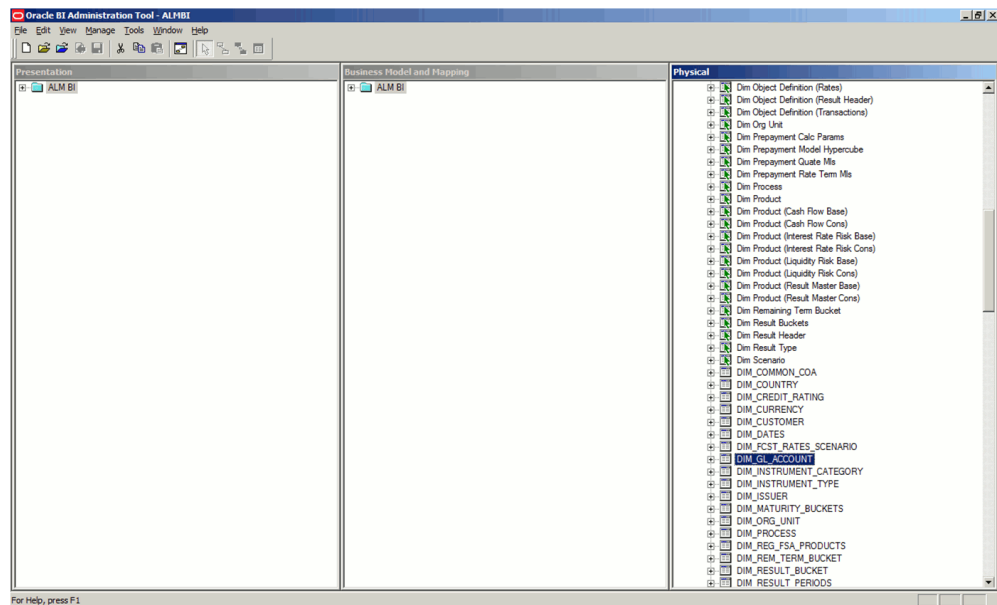 Oracle BI Administration Tool - ALMBI
File Edit View Manage Tools Window Help
Presentation
ALM BI
Business Model and Mapping
ALM BI
Physical
Dim Object Definition (Rates)
Dim Object Definition (Result Header)
Dim Object Definition (Transactions)
Dim Org Unit
Dim Prepayment Calc Params
Dim Prepayment Model Hypercube
Dim Prepayment Quate Mls
Dim Prepayment Rate Term Mls
Dim Process
Dim Product
Dim Product (Cash Flow Base)
Dim Product (Cash Flow Cons)
Dim Product (Interest Rate Risk Base)
Dim Product (Interest Rate Risk Cons)
Dim Product (Liquidity Risk Base)
Dim Product (Liquidity Risk Cons)
Dim Product (Result Master Base)
Dim Product (Result Master Cons)
Dim Remaining Term Bucket
Dim Result Buckets
Dim Result Header
Dim Result Type
Dim Scenario
DIM_COMMON_COA
DIM_COUNTRY
DIM_CREDIT_RATING
DIM_CURRENCY
DIM_CUSTOMER
DIM_DATES
DIM_FCST_RATES_SCENARIO
DIM_GL_ACCOUNT
DIM_INSTRUMENT_CATEGORY
DIM_INSTRUMENT_TYPE
DIM_ISSUER
DIM_MATURITY_BUCKETS
DIM_ORG_UNIT
DIM_PROCESS
DIM_REG_FSA_PRODUCTS
DIM_REM_TERM_BUCKET
DIM_RESULT_BUCKET
DIM_RESULT_PERIODS
For Help, press F1